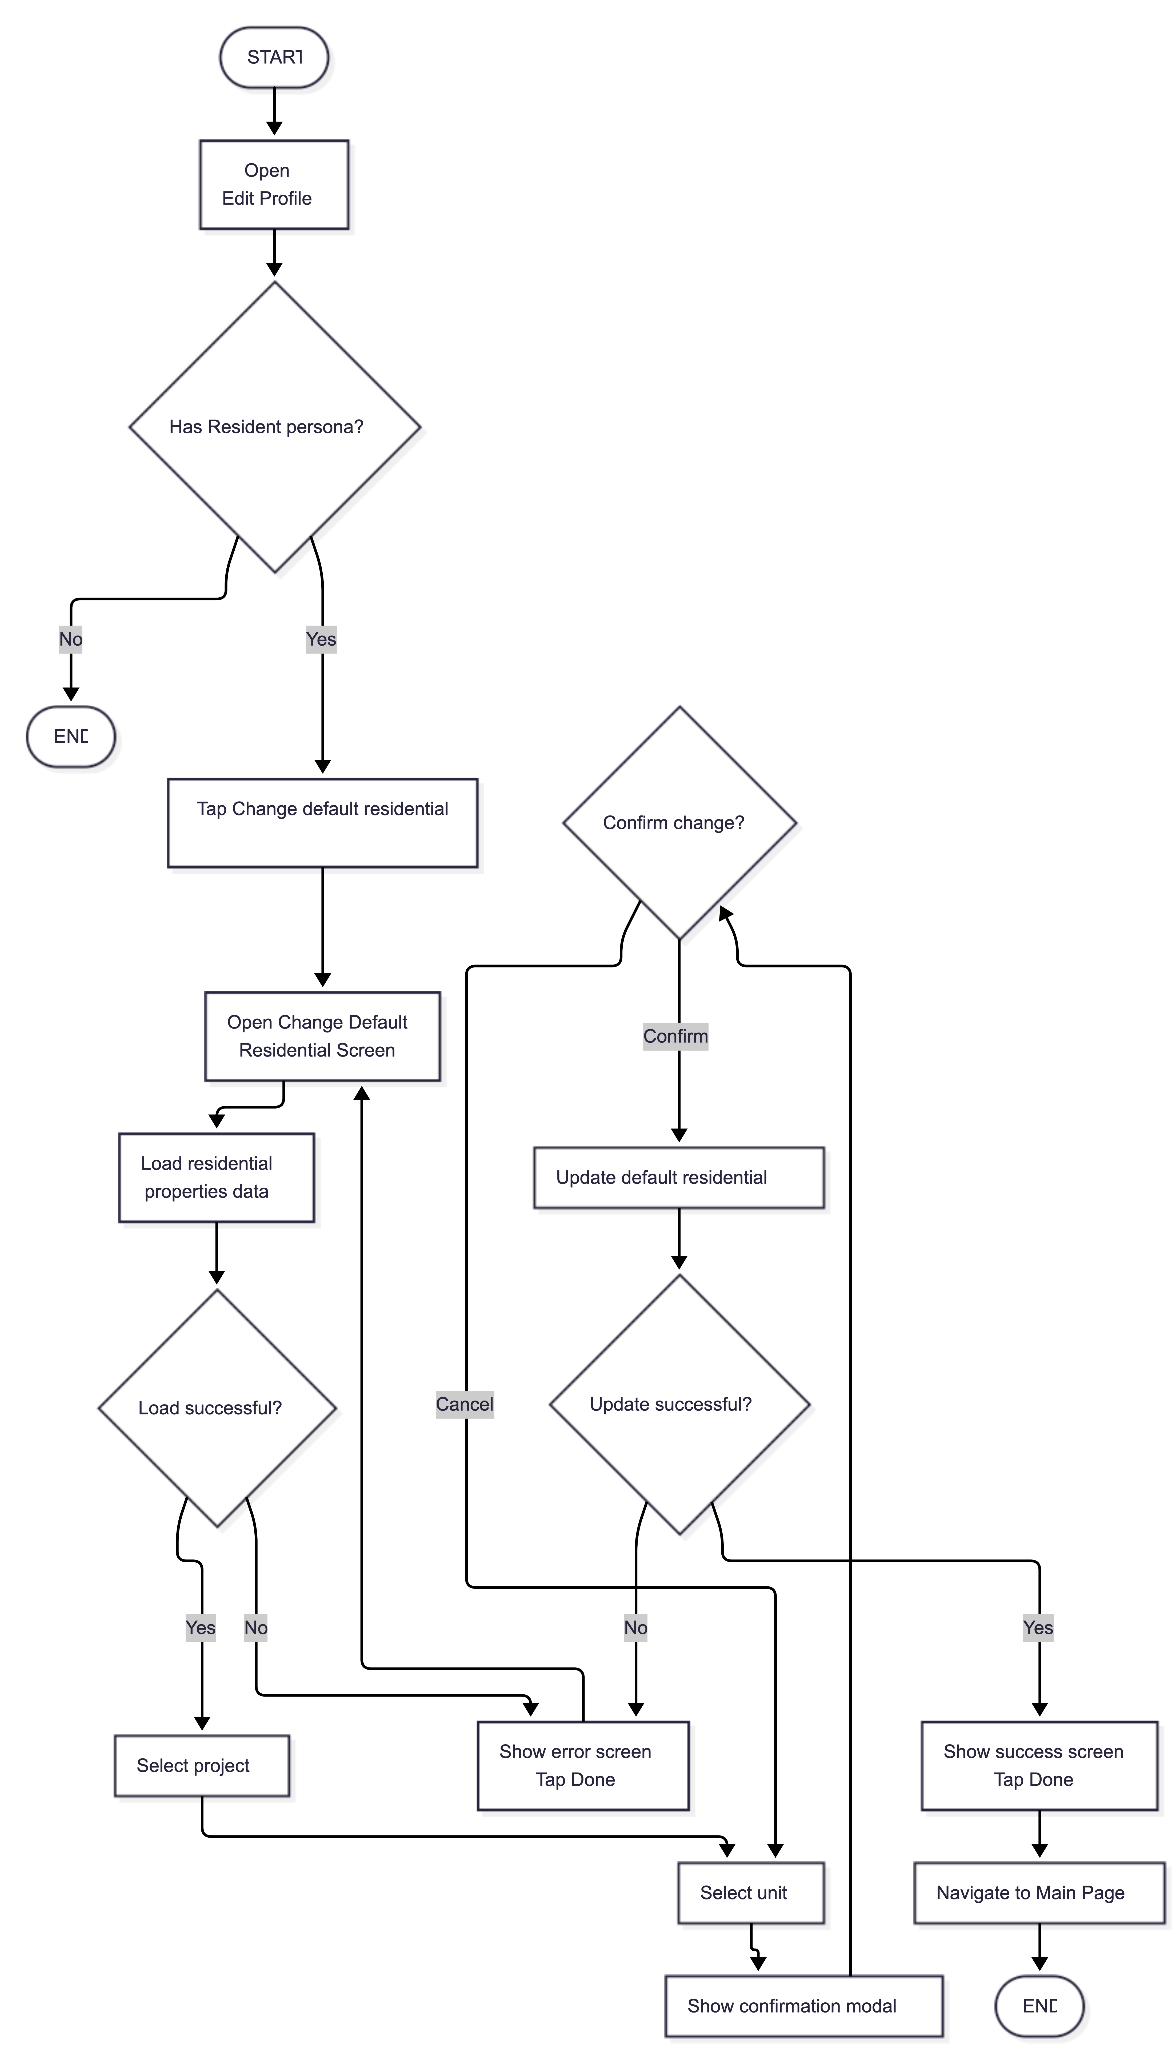 START
Open
Edit Profile
Has Resident persona?
No
Yes
END
Tap Change default residential
Confirm change?
Open Change Default
Residential Screen
Confirm
Load residential
properties data
Update default residential
Load successful?
Cancel
Update successful?
Yes
No
No
Yes
Select project
Show error screen
Tap Done
Show success screen
Tap Done
Select unit
Navigate to Main Page
Show confirmation modal
END